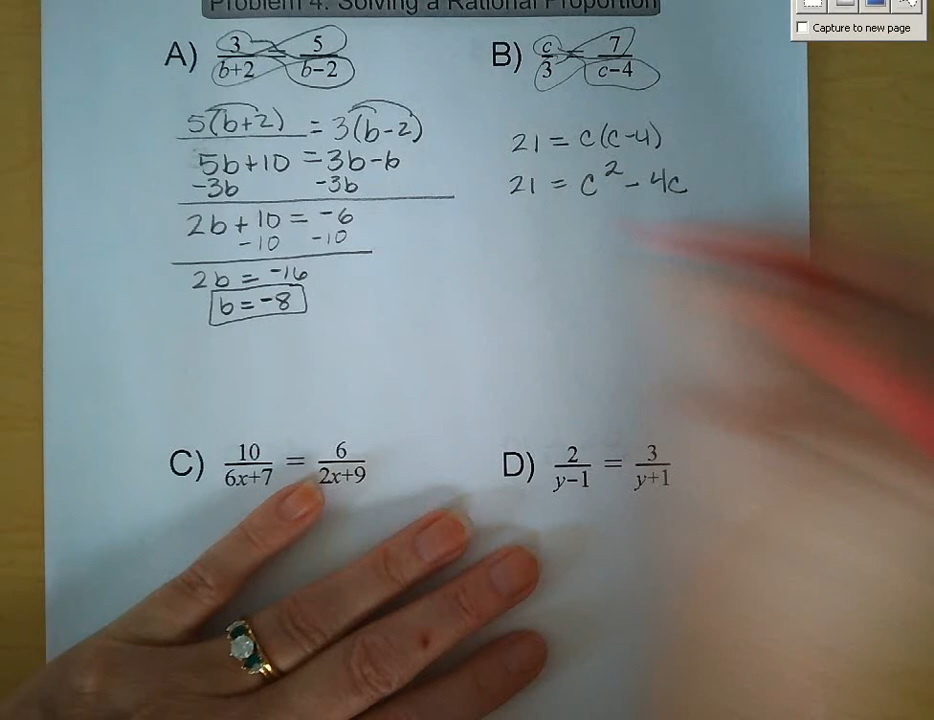 Problem 4: Solving a Rational Proportion
Capture to new page
A) 3/b+2 = 5/b−2
5(b+2) = 3(b-2)
5b+10 = 3b-6
-3b -3b
2b+10 = -6
-10 -10
2b = -16
b = -8
B) c/3 = 7/c−4
21 = c(c-4)
21 = c² - 4c
C) 10/6x+7 = 6/2x+9
D) 2/y−1 = 3/y+1